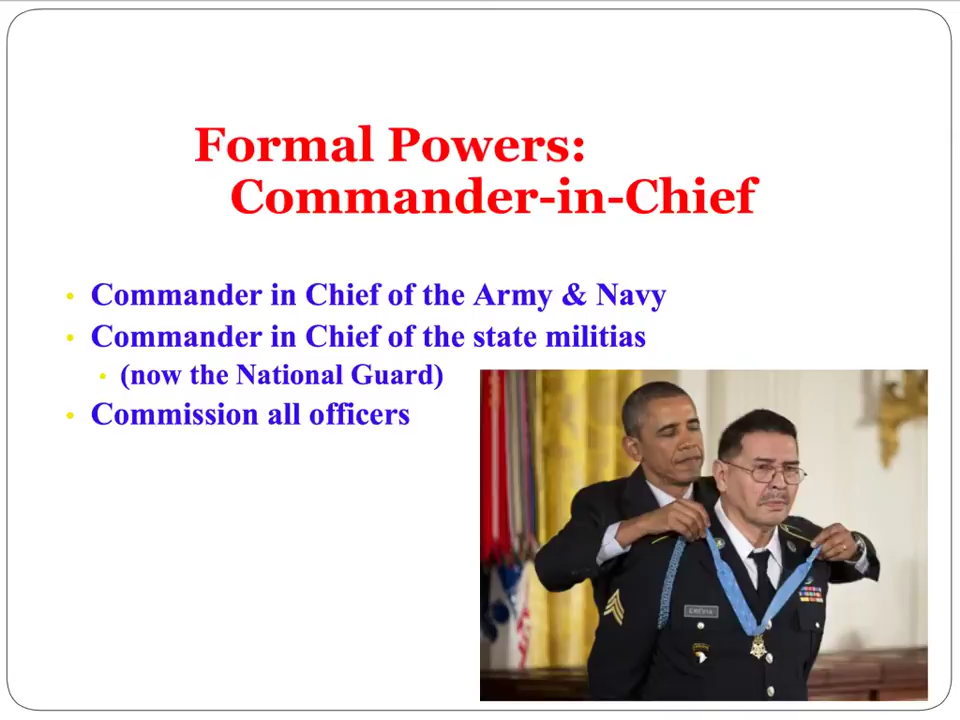 Formal Powers:
Commander-in-Chief
• Commander in Chief of the Army & Navy
• Commander in Chief of the state militias
• (now the National Guard)
• Commission all officers